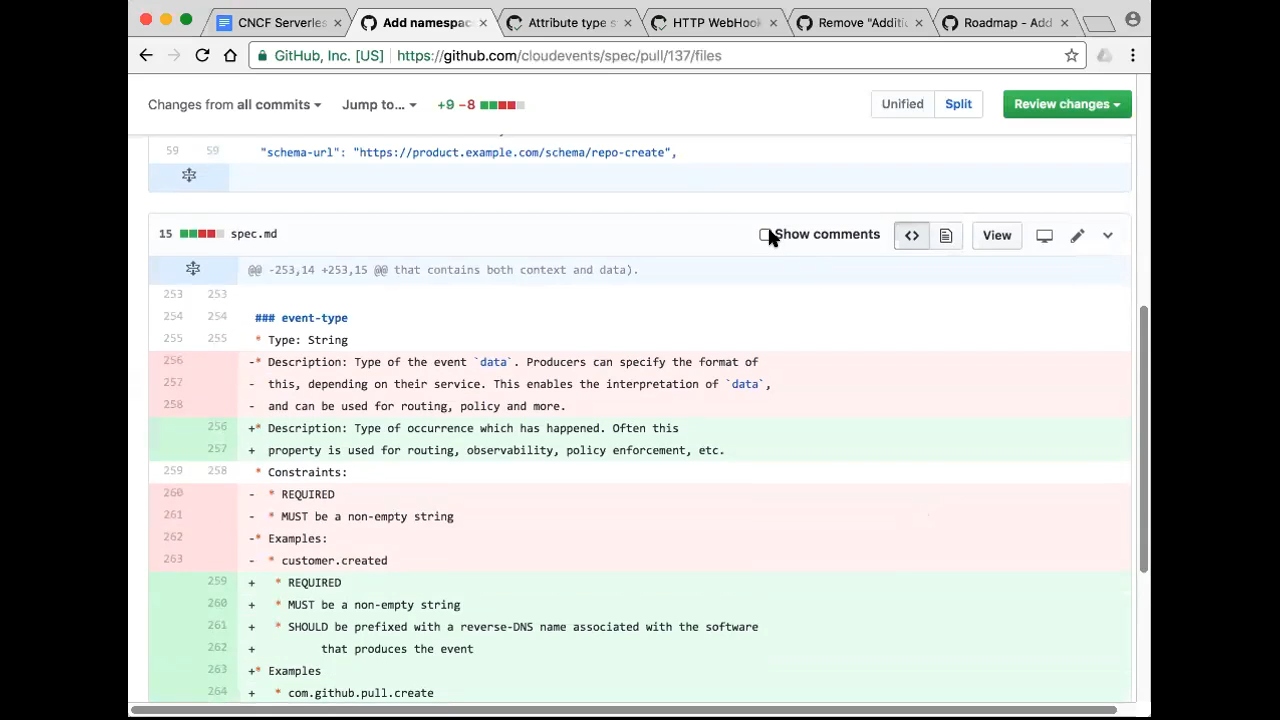 CNCF Serverles
Add namespac
Attribute type s
HTTP WebHook
Remove "Additi
Roadmap - Add
GitHub, Inc. [US]
https://github.com/cloudevents/spec/pull/137/files
Changes from all commits
Jump to...
+9 −8
Unified
Split
Review changes
59 59 "schema-url": "https://product.example.com/schema/repo-create",
15 spec.md
Show comments
View
@@ -253,14 +253,15 @@ that contains both context and data).
253 253
254 254 ### event-type
255 255 * Type: String
256 -* Description: Type of the event `data`. Producers can specify the format of
257 - this, depending on their service. This enables the interpretation of `data`,
258 - and can be used for routing, policy and more.
256 +* Description: Type of occurrence which has happened. Often this
257 + property is used for routing, observability, policy enforcement, etc.
259 258 * Constraints:
260 - * REQUIRED
261 - * MUST be a non-empty string
262 -* Examples:
263 - * customer.created
259 + * REQUIRED
260 + * MUST be a non-empty string
261 + * SHOULD be prefixed with a reverse-DNS name associated with the software
262 + that produces the event
263 +* Examples
264 + * com.github.pull.create